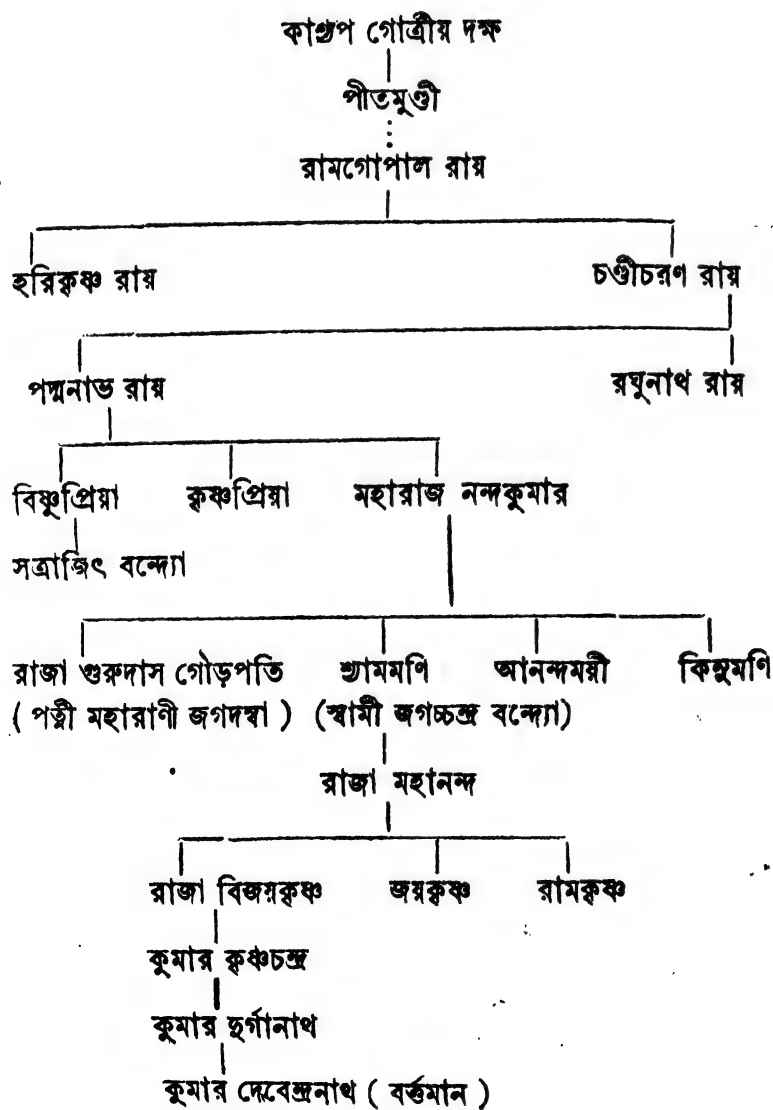 কাশ্যপ গোত্রীয় দক্ষ
পীতমুণ্ডী
রামগোপাল রায়
হরিকৃষ্ণ রায় চণ্ডীচরণ রায়
পদ্মনাভ রায় রঘুনাথ রায়
বিষ্ণুপ্রিয়া কৃষ্ণপ্রিয়া মহারাজ নন্দকুমার
সত্রাজিৎ বন্দ্যো
রাজা গুরুদাস গৌড়পতি শ্যামমণি আনন্দময়ী কিনুমণি
( পত্নী মহারাণী জগদম্বা ) (স্বামী জগচ্চন্দ্র বন্দ্যো)
রাজা মহানন্দ
রাজা বিজয়কৃষ্ণ জয়কৃষ্ণ রামকৃষ্ণ
কুমার কৃষ্ণচন্দ্র
কুমার দুর্গানাথ
কুমার দেবেন্দ্রনাথ ( বর্ত্তমান )